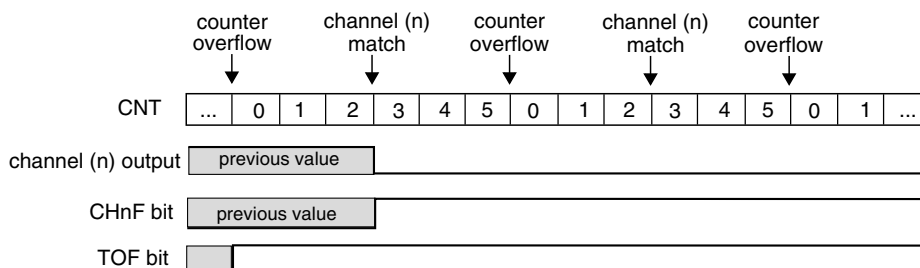 counter overflow
channel (n) match
counter overflow
channel (n) match
counter overflow
CNT ... 0 1 2 3 4 5 0 1 2 3 4 5 0 1 ...
channel (n) output previous value
CHnF bit previous value
TOF bit